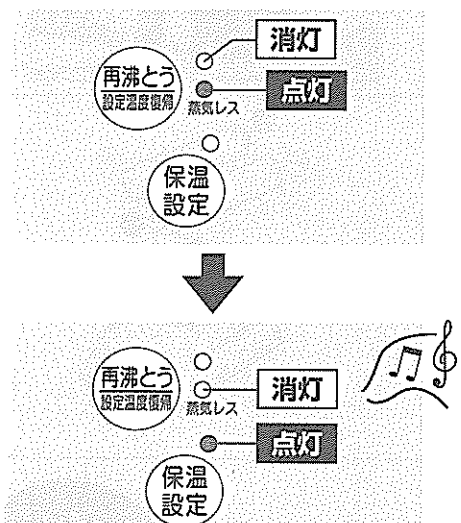 消灯
再沸とう
設定温度復帰
点灯
蒸気レス
保温
設定
再沸とう
設定温度復帰
蒸気レス
消灯
点灯
保温
設定